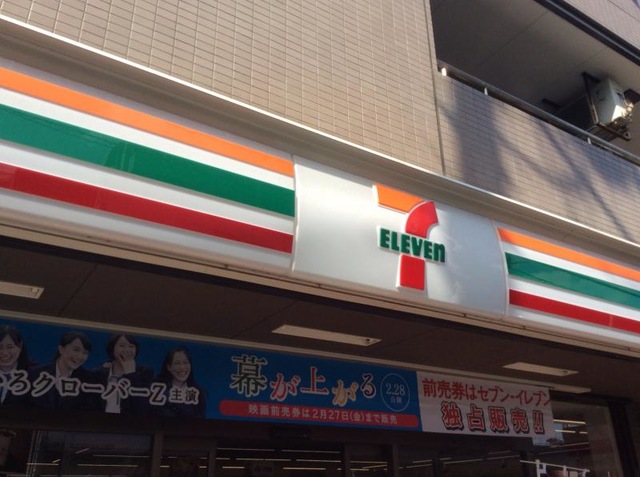 7
ELEVEn
ろクローバーZ 主演
幕が上がる
2.28
映画前売券は2月27日(金)まで販売
前売券はセブン-イレブン
独占販売!!